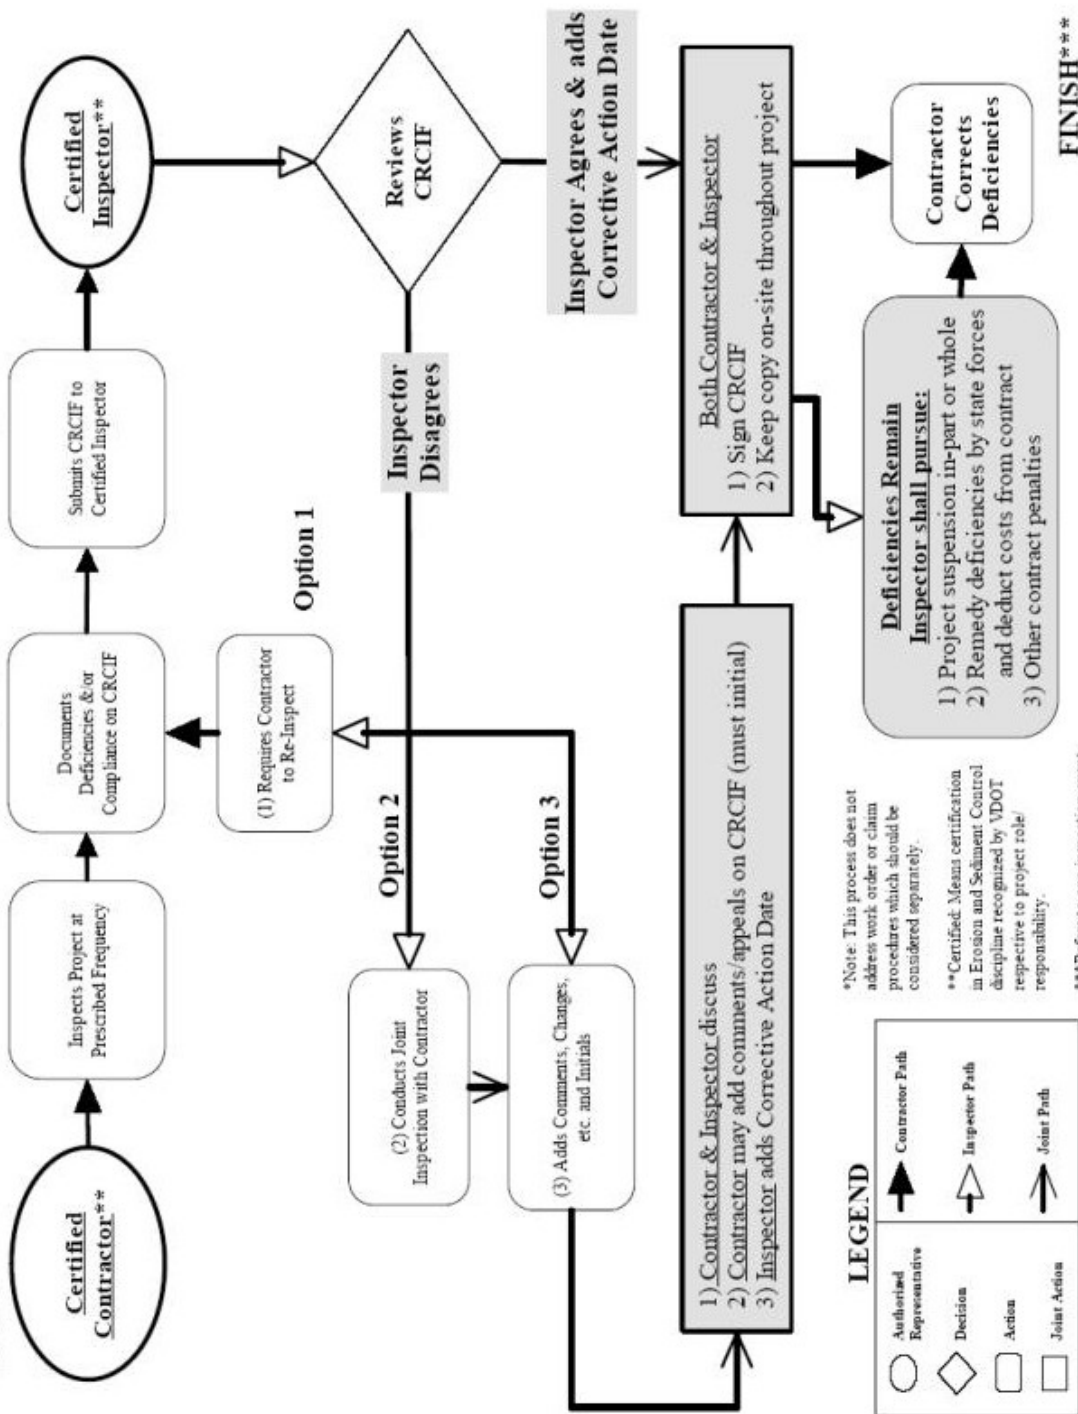 Certified
Contractor**
Inspects Project at
Prescribed Frequency
Documents
Deficiencies &/or
Compliance on CRCIF
Submits CRCIF to
Certified Inspector
Certified
Inspector**
Reviews
CRCIF
Inspector
Disagrees
Option 1
(1) Requires Contractor
to Re-Inspect
Option 2
(2) Conducts Joint
Inspection with Contractor
Option 3
(3) Adds Comments, Changes,
etc. and Initials
Inspector Agrees & adds
Corrective Action Date
1) Contractor & Inspector discuss
2) Contractor may add comments/appeals on CRCIF (must initial)
3) Inspector adds Corrective Action Date
Both Contractor & Inspector
1) Sign CRCIF
2) Keep copy on-site throughout project
Deficiencies Remain
Inspector shall pursue:
1) Project suspension in-part or whole
2) Remedy deficiencies by state forces
and deduct costs from contract
3) Other contract penalties
Contractor
Corrects
Deficiencies
FINISH***
LEGEND
Authorized
Representative
Decision
Action
Joint Action
Contractor Path
Inspector Path
Joint Path
*Note: This process does not
address work order or claim
procedures which should be
considered separately.
**Certified: Means certification
in Erosion and Sediment Control
discipline recognized by VDOT
respective to project role/
responsibility.